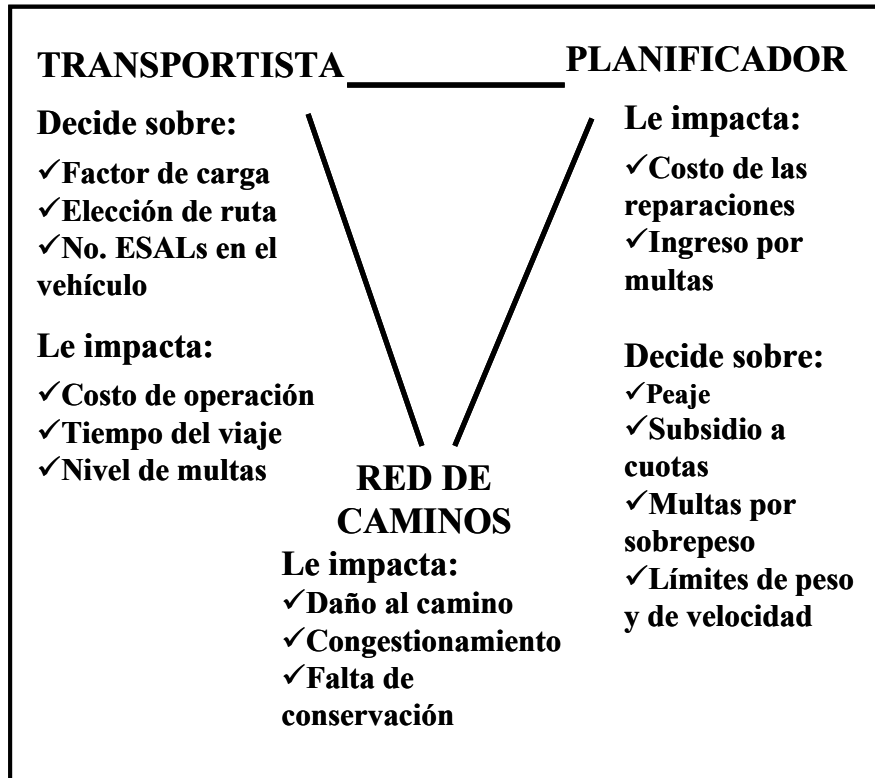 TRANSPORTISTA
Decide sobre:
✓Factor de carga
✓Elección de ruta
✓No. ESALs en el
vehículo
Le impacta:
✓Costo de operación
✓Tiempo del viaje
✓Nivel de multas
PLANIFICADOR
Le impacta:
✓Costo de las
reparaciones
✓Ingreso por
multas
Decide sobre:
✓Peaje
✓Subsidio a
cuotas
✓Multas por
sobrepeso
✓Límites de peso
y de velocidad
RED DE
CAMINOS
Le impacta:
✓Daño al camino
✓Congestionamiento
✓Falta de
conservación